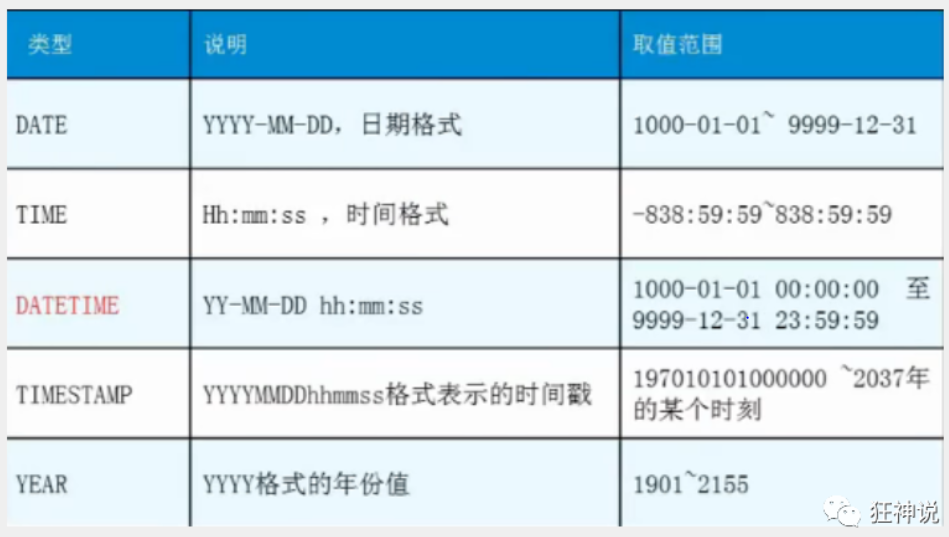 类型 说明 取值范围
DATE YYYY-MM-DD，日期格式 1000-01-01~ 9999-12-31
TIME Hh:mm:ss ，时间格式 -838:59:59~838:59:59
DATETIME YY-MM-DD hh:mm:ss 1000-01-01 00:00:00 至
9999-12-31 23:59:59
TIMESTAMP YYYYMMDDhhmmss格式表示的时间戳 197010101000000 ~2037年
的某个时刻
YEAR YYYY格式的年份值 1901~2155
狂神说